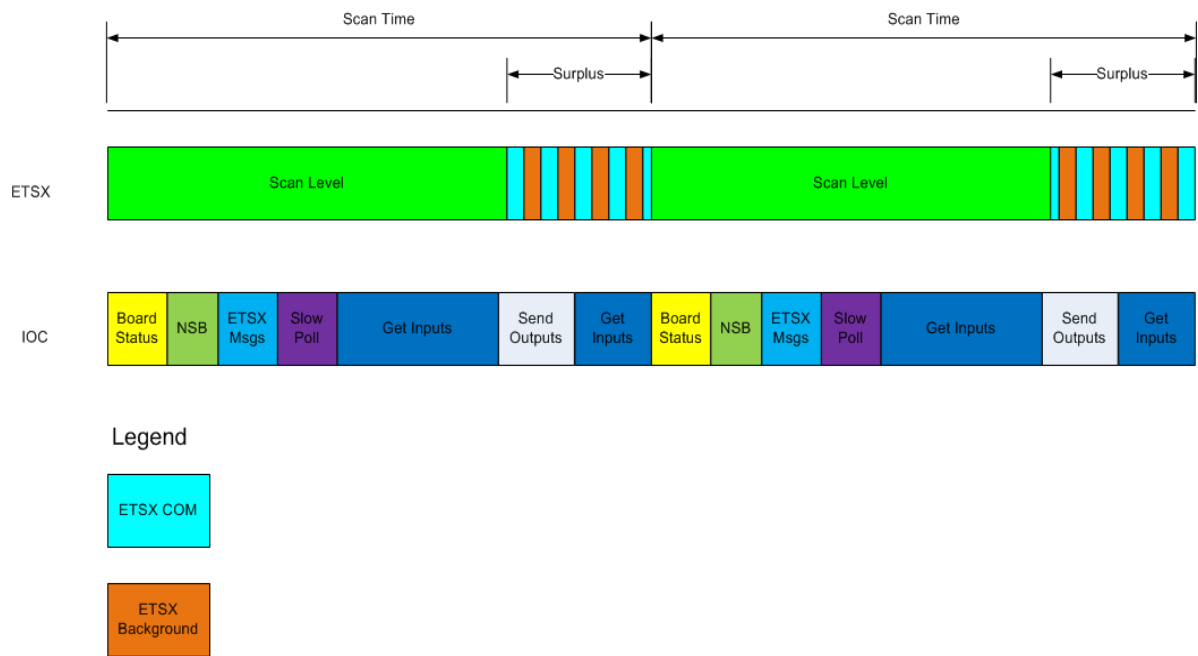 Scan Time
Scan Time
Surplus
Surplus
ETSX
Scan Level
Scan Level
IOC
Board
Status
NSB
ETSX
Msgs
Slow
Poll
Get Inputs
Send
Outputs
Get
Inputs
Board
Status
NSB
ETSX
Msgs
Slow
Poll
Get Inputs
Send
Outputs
Get
Inputs
Legend
ETSX COM
ETSX
Background